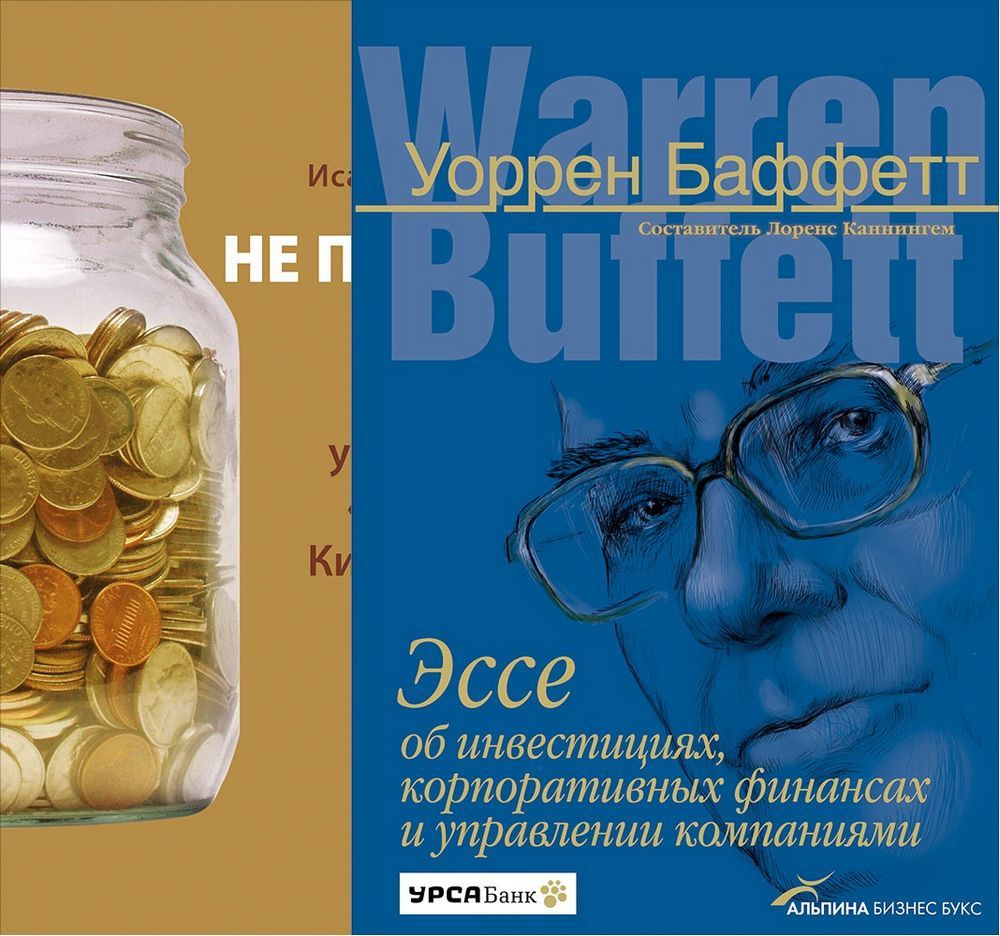 Иса
НЕ П
У
Ки
Warren
Buffett
Уоррен Баффетт
Составитель Лоренс Каннингем
Эссе
об инвестициях,
корпоративных финансах
и управлении компаниями
УРСА Банк
АЛЬПИНА БИЗНЕС БУКС